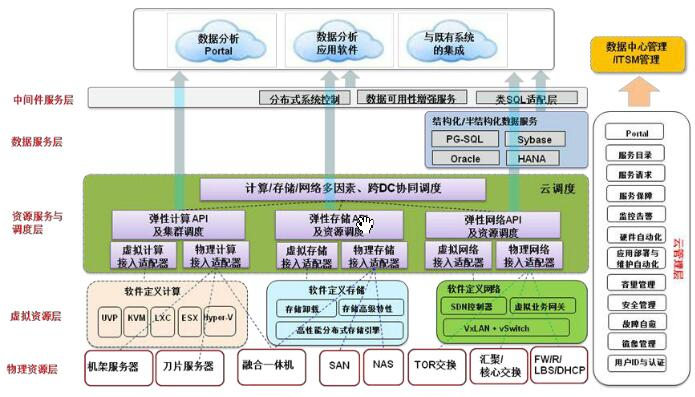 数据分析
Portal
数据分析
应用软件
与既有系统
的集成
数据中心管理
/ITSM管理
中间件服务层
分布式系统控制
数据可用性增强服务
类SQL适配层
数据服务层
结构化/半结构化数据服务
PG-SQL
Sybase
Oracle
HANA
资源服务与
调度层
计算/存储/网络多因素、跨DC协同调度
云调度
弹性计算API
及集群调度
弹性存储API
及资源调度
弹性网络API
及资源调度
虚拟计算
接入适配器
物理计算
接入适配器
虚拟存储
接入适配器
物理存储
接入适配器
虚拟网络
接入适配器
物理网络
接入适配器
虚拟资源层
软件定义计算
UVP
KVM
LXC
ESX
Hyper-V
软件定义存储
存储卸载
存储高级特性
高性能分布式存储引擎
软件定义网络
SDN控制器
虚拟业务网关
VxLAN + vSwitch
物理资源层
机架服务器
刀片服务器
融合一体机
SAN
NAS
TOR交换
汇聚/
核心交换
FW/R/
LBS/DHCP
Portal
服务目录
服务请求
服务保障
监控告警
硬件自动化
应用部署与
维护自动化
容量管理
安全管理
故障自愈
镜像管理
用户ID与认证
云管理层